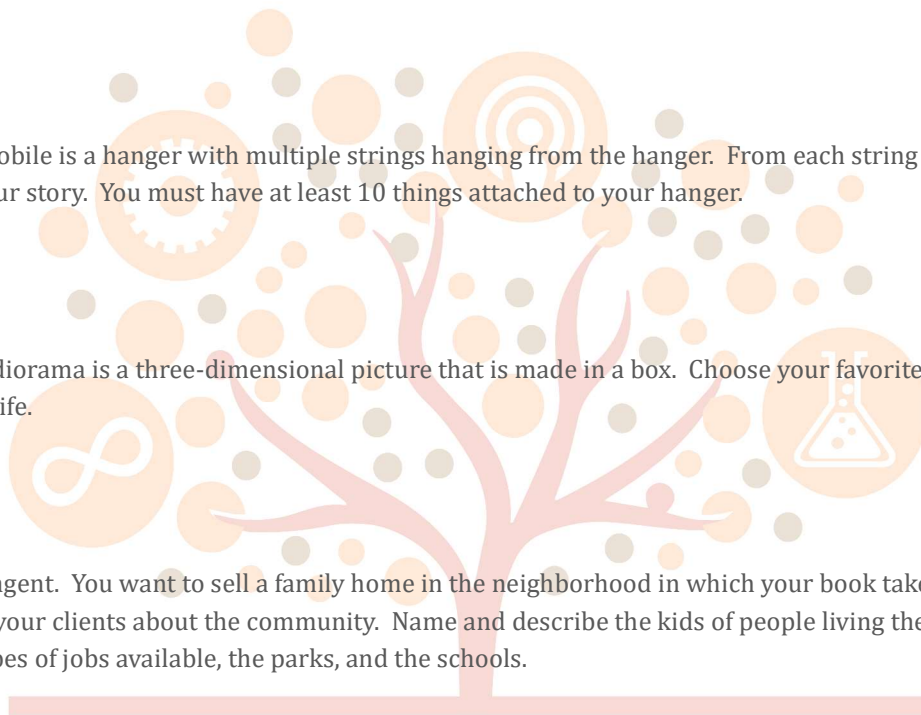 obile is a hanger with multiple strings hanging from the hanger. From each string
ur story. You must have at least 10 things attached to your hanger.
diorama is a three-dimensional picture that is made in a box. Choose your favorite
ife.
agent. You want to sell a family home in the neighborhood in which your book take
your clients about the community. Name and describe the kids of people living the
pes of jobs available, the parks, and the schools.